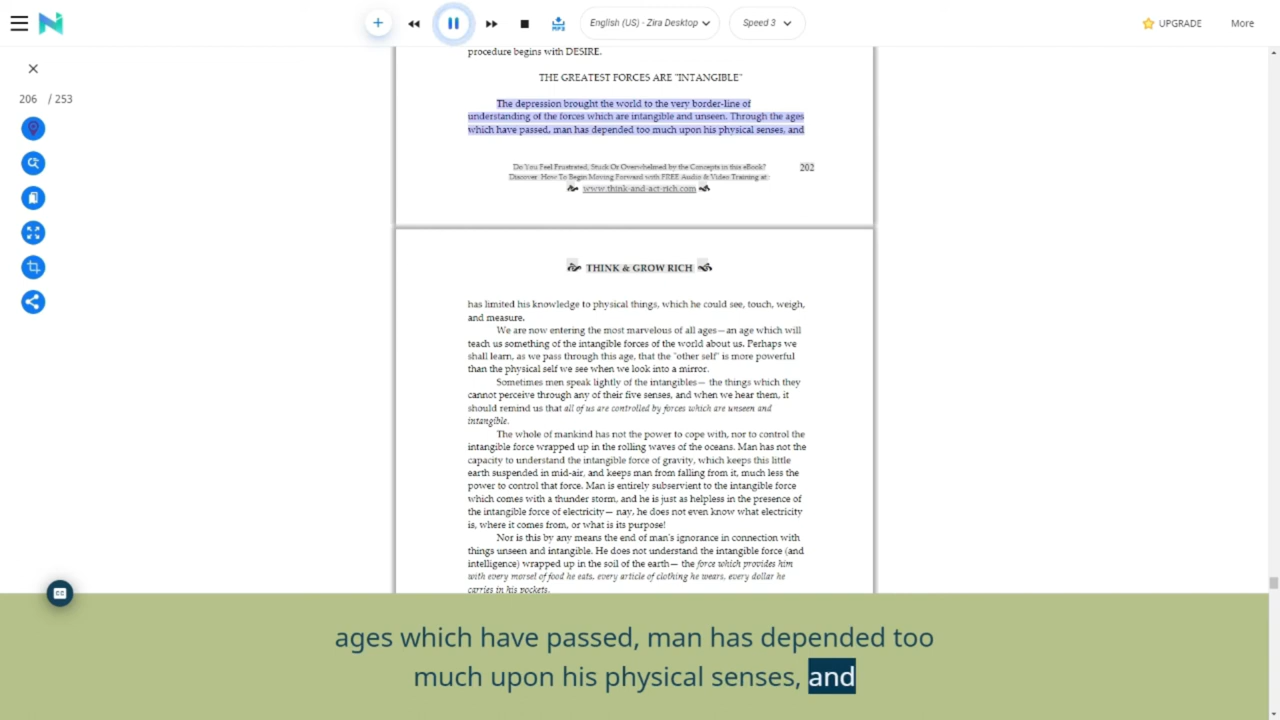 English (US) - Zira Desktop
Speed 3
UPGRADE
More
MP3
206 / 253
procedure begins with DESIRE.
THE GREATEST FORCES ARE "INTANGIBLE"
The depression brought the world to the very border-line of
understanding of the forces which are intangible and unseen. Through the ages
which have passed, man has depended too much upon his physical senses, and
Do You Feel Frustrated, Stuck Or Overwhelmed by the Concepts in this eBook?
202
Discover How To Begin Moving Forward with FREE Audio & Video Training at:
www.think-and-act-rich.com
THINK & GROW RICH
has limited his knowledge to physical things, which he could see, touch, weigh,
and measure.
We are now entering the most marvelous of all ages—an age which will
teach us something of the intangible forces of the world about us. Perhaps we
shall learn, as we pass through this age, that the "other self" is more powerful
than the physical self we see when we look into a mirror.
Sometimes men speak lightly of the intangibles— the things which they
cannot perceive through any of their five senses, and when we hear them, it
should remind us that all of us are controlled by forces which are unseen and
intangible.
The whole of mankind has not the power to cope with, nor to control the
intangible force wrapped up in the rolling waves of the oceans. Man has not the
capacity to understand the intangible force of gravity, which keeps this little
earth suspended in mid-air, and keeps man from falling from it, much less the
power to control that force. Man is entirely subservient to the intangible force
which comes with a thunder storm, and he is just as helpless in the presence of
the intangible force of electricity— nay, he does not even know what electricity
is, where it comes from, or what is its purpose!
Nor is this by any means the end of man's ignorance in connection with
things unseen and intangible. He does not understand the intangible force (and
intelligence) wrapped up in the soil of the earth— the force which provides him
with every morsel of food he eats, every article of clothing he wears, every dollar he
carries in his pockets.
CC
ages which have passed, man has depended too
much upon his physical senses, and